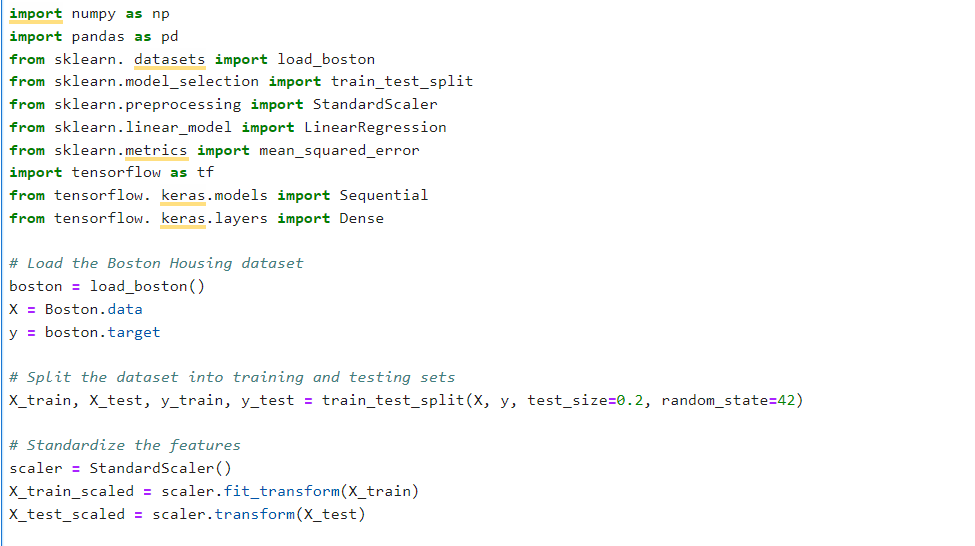 import numpy as np
import pandas as pd
from sklearn. datasets import load_boston
from sklearn.model_selection import train_test_split
from sklearn.preprocessing import StandardScaler
from sklearn.linear_model import LinearRegression
from sklearn.metrics import mean_squared_error
import tensorflow as tf
from tensorflow. keras.models import Sequential
from tensorflow. keras.layers import Dense

# Load the Boston Housing dataset
boston = load_boston()
X = Boston.data
y = boston.target

# Split the dataset into training and testing sets
X_train, X_test, y_train, y_test = train_test_split(X, y, test_size=0.2, random_state=42)

# Standardize the features
scaler = StandardScaler()
X_train_scaled = scaler.fit_transform(X_train)
X_test_scaled = scaler.transform(X_test)